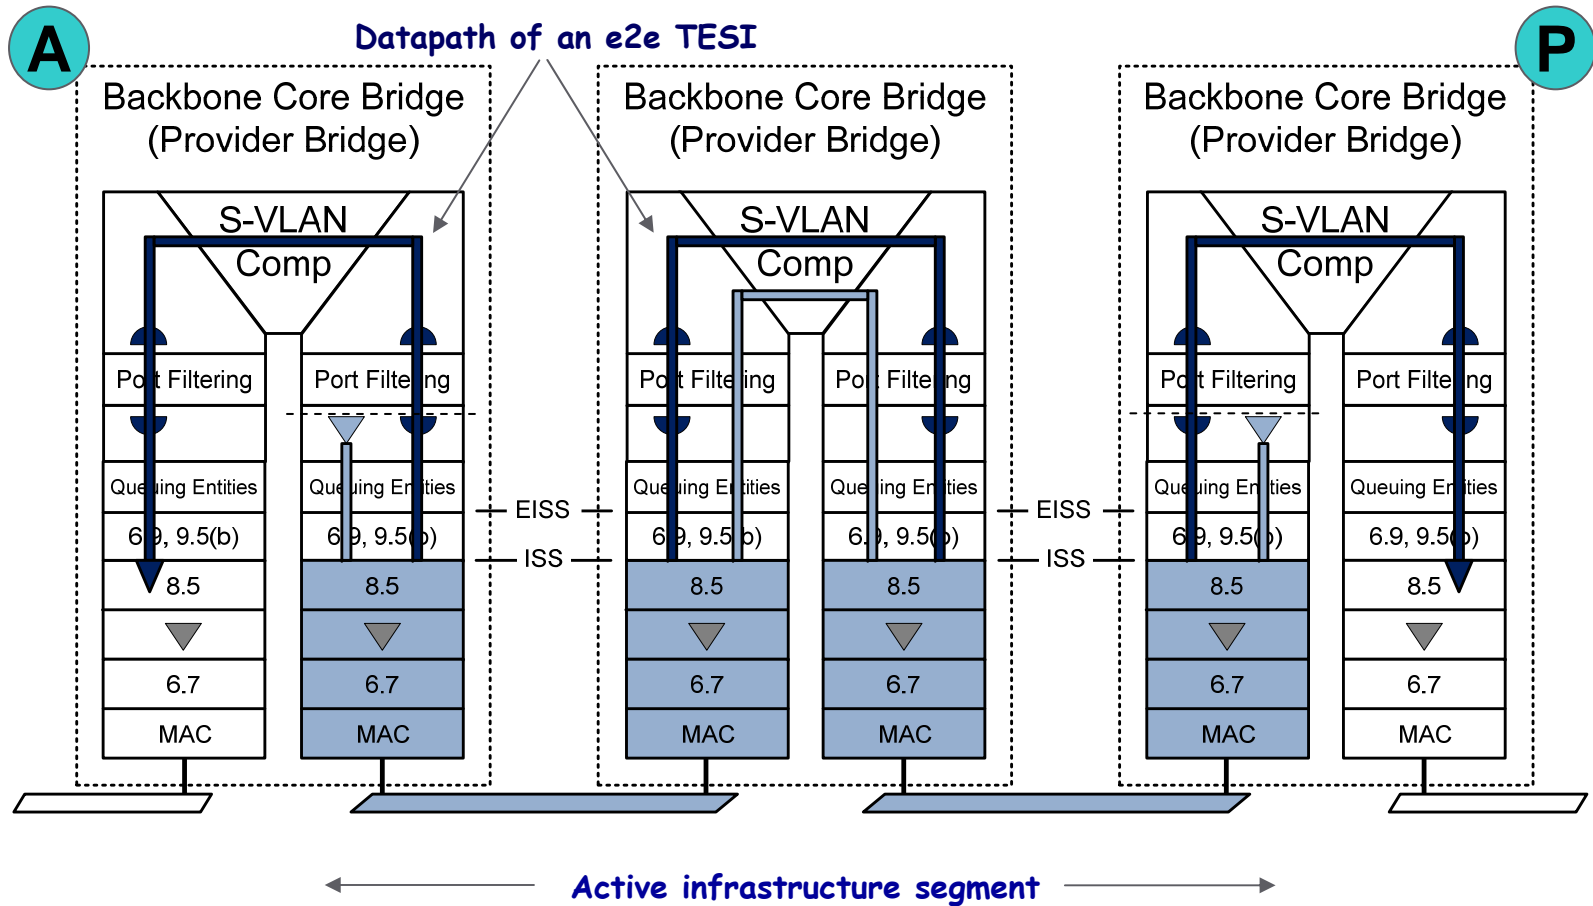 A
Datapath of an e2e TESI
P
Backbone Core Bridge
(Provider Bridge)
Backbone Core Bridge
(Provider Bridge)
Backbone Core Bridge
(Provider Bridge)
S-VLAN
Comp
S-VLAN
Comp
S-VLAN
Comp
Port Filtering
Port Filtering
Port Filtering
Port Filtering
Port Filtering
Port Filtering
Queuing Entities
Queuing Entities
Queuing Entities
Queuing Entities
Queuing Entities
Queuing Entities
EISS
EISS
6.9, 9.5(b)
6.9, 9.5(b)
6.9, 9.5(b)
6.9, 9.5(b)
6.9, 9.5(b)
6.9, 9.5(b)
ISS
ISS
8.5
8.5
8.5
8.5
8.5
8.5
6.7
6.7
6.7
6.7
6.7
6.7
MAC
MAC
MAC
MAC
MAC
MAC
Active infrastructure segment